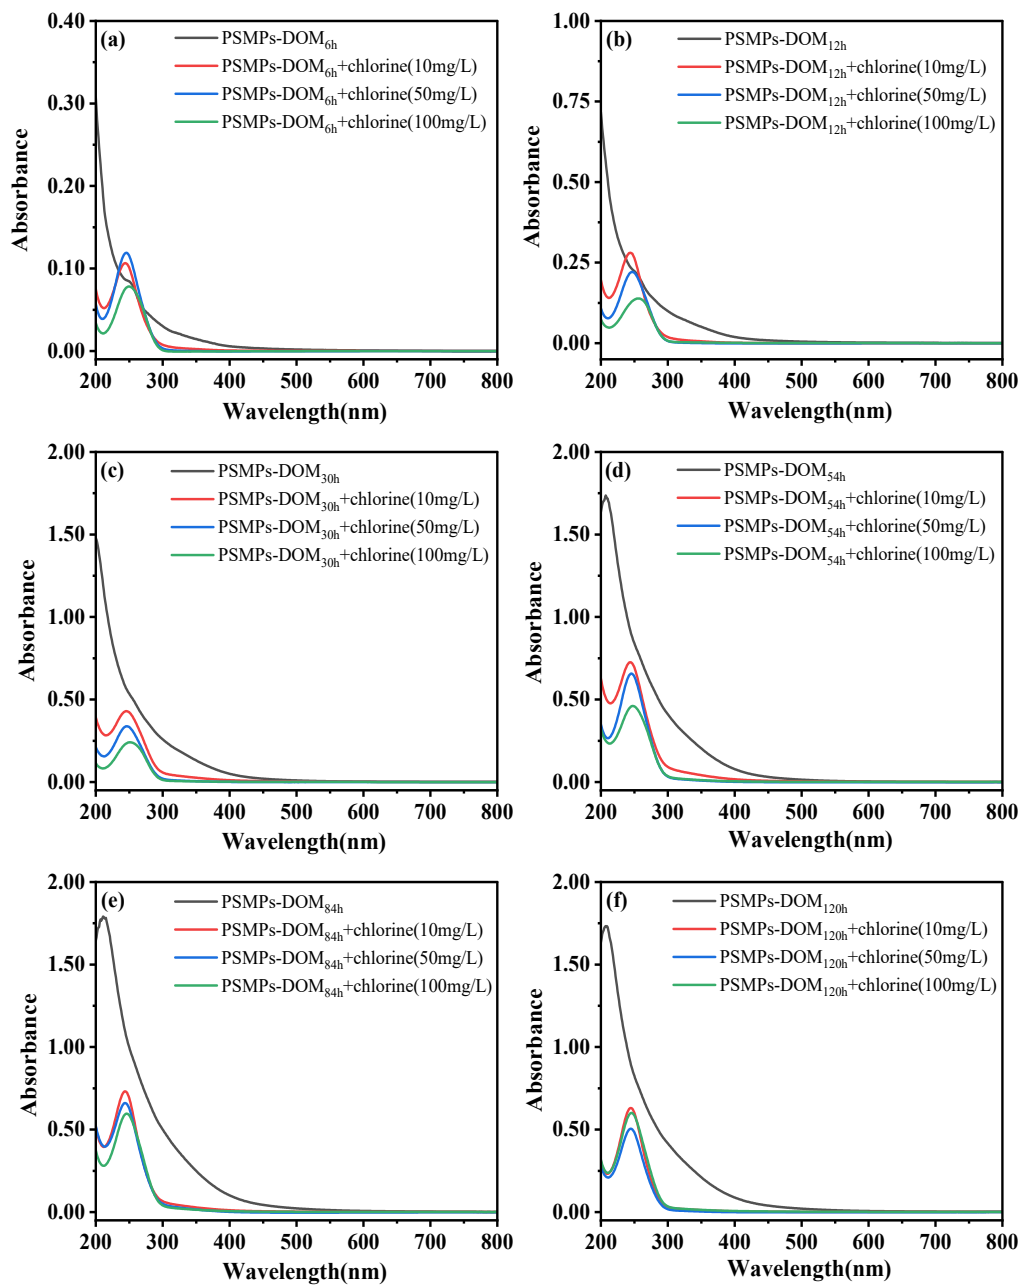 (a)
PSMPs-DOM6h
PSMPs-DOM6h+chlorine(10mg/L)
PSMPs-DOM6h+chlorine(50mg/L)
PSMPs-DOM6h+chlorine(100mg/L)
0.40
0.30
0.20
0.10
0.00
Absorbance
200 300 400 500 600 700 800
Wavelength(nm)
(b)
PSMPs-DOM12h
PSMPs-DOM12h+chlorine(10mg/L)
PSMPs-DOM12h+chlorine(50mg/L)
PSMPs-DOM12h+chlorine(100mg/L)
1.00
0.75
0.50
0.25
0.00
Absorbance
200 300 400 500 600 700 800
Wavelength(nm)
(c)
PSMPs-DOM30h
PSMPs-DOM30h+chlorine(10mg/L)
PSMPs-DOM30h+chlorine(50mg/L)
PSMPs-DOM30h+chlorine(100mg/L)
2.00
1.50
1.00
0.50
0.00
Absorbance
200 300 400 500 600 700 800
Wavelength(nm)
(d)
PSMPs-DOM54h
PSMPs-DOM54h+chlorine(10mg/L)
PSMPs-DOM54h+chlorine(50mg/L)
PSMPs-DOM54h+chlorine(100mg/L)
2.00
1.50
1.00
0.50
0.00
Absorbance
200 300 400 500 600 700 800
Wavelength(nm)
(e)
PSMPs-DOM84h
PSMPs-DOM84h+chlorine(10mg/L)
PSMPs-DOM84h+chlorine(50mg/L)
PSMPs-DOM84h+chlorine(100mg/L)
2.00
1.50
1.00
0.50
0.00
Absorbance
200 300 400 500 600 700 800
Wavelength(nm)
(f)
PSMPs-DOM120h
PSMPs-DOM120h+chlorine(10mg/L)
PSMPs-DOM120h+chlorine(50mg/L)
PSMPs-DOM120h+chlorine(100mg/L)
2.00
1.50
1.00
0.50
0.00
Absorbance
200 300 400 500 600 700 800
Wavelength(nm)